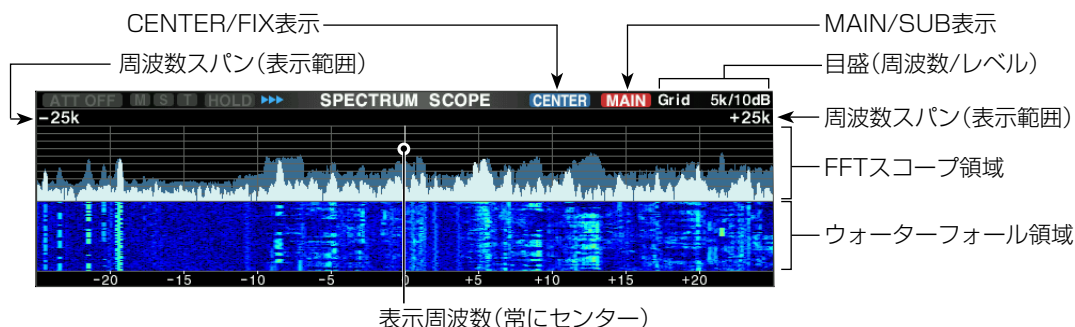 CENTER/FIX表示
MAIN/SUB表示
周波数スパン(表示範囲)
目盛(周波数/レベル)
ATT OFF M S T HOLD SPECTRUM SCOPE CENTER MAIN Grid 5k/10dB
-25k +25k
周波数スパン(表示範囲)
FFTスコープ領域
ウォーターフォール領域
-20 -15 -10 -5 0 +5 +10 +15 +20
表示周波数(常にセンター)